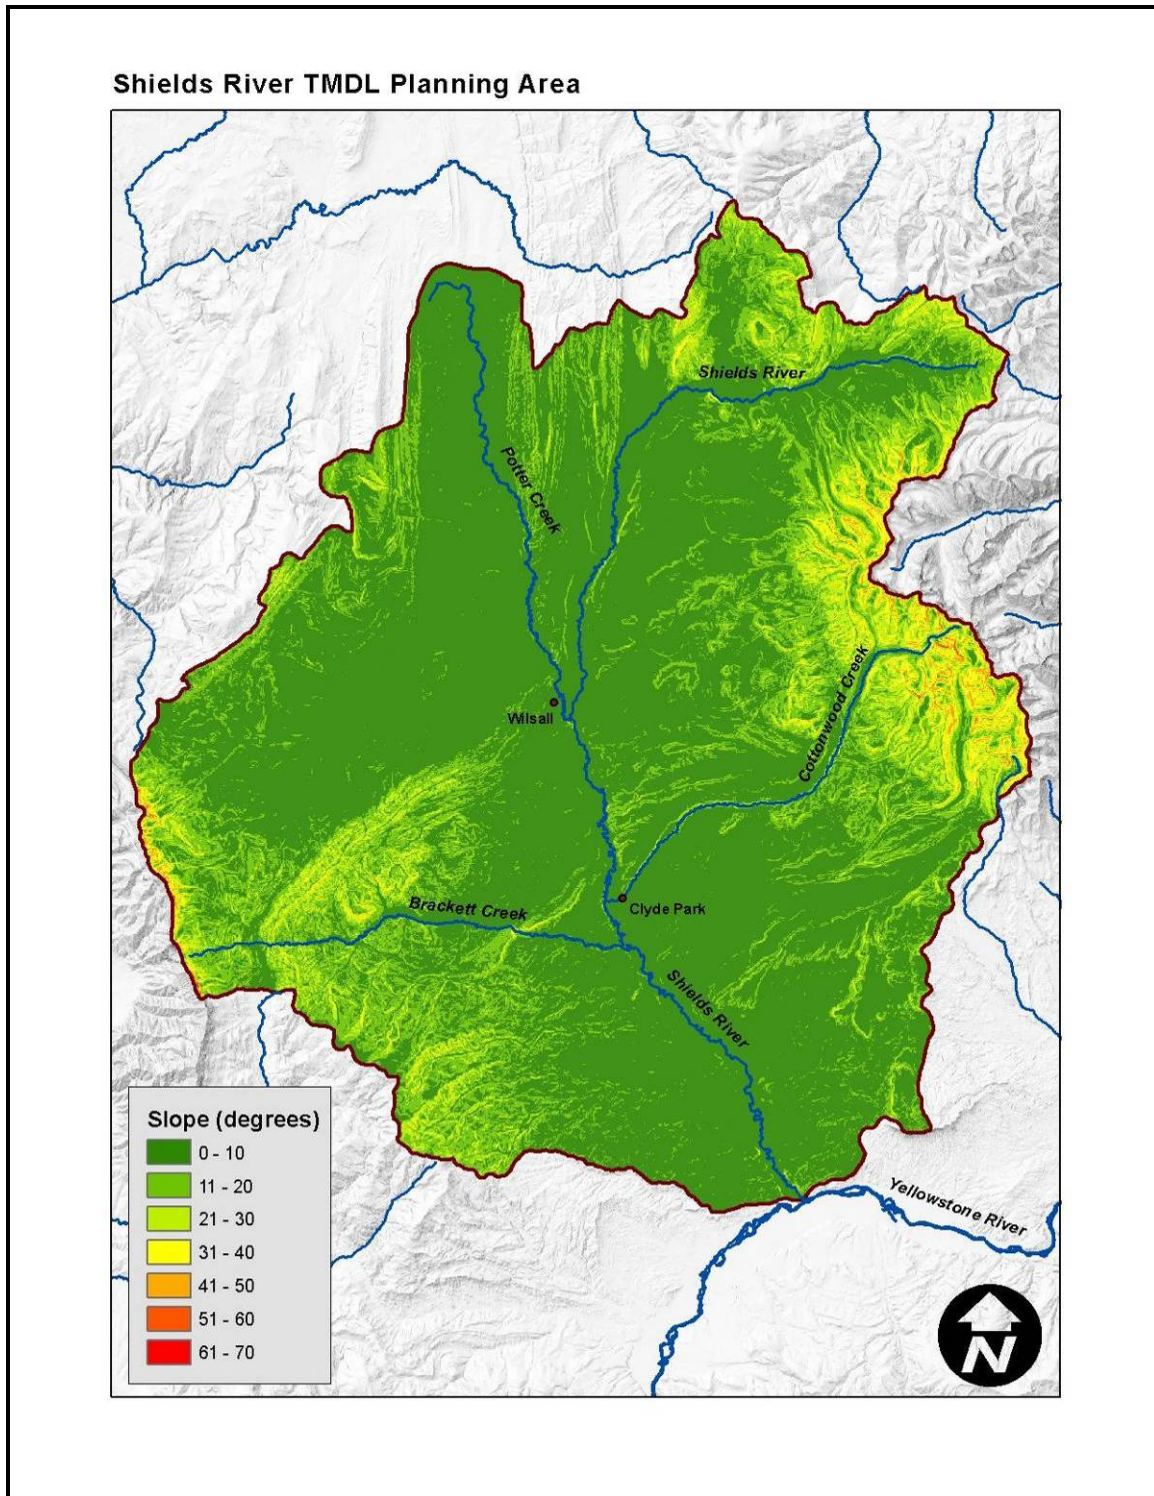 Shields River TMDL Planning Area
Shields River
Potter Creek
Cottonwood Creek
Wilsall
Brackett Creek
Clyde Park
Shields River
Slope (degrees)
0 - 10
11 - 20
21 - 30
31 - 40
41 - 50
51 - 60
61 - 70
Yellowstone River
N